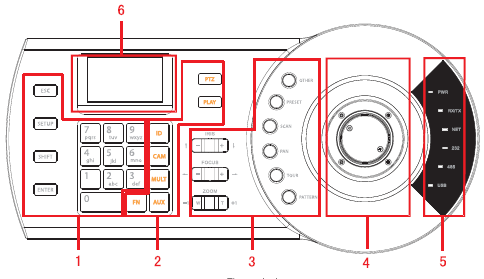 6
ESC
SETUP
SHIFT
ENTER
PTZ
PLAY
7
pqrs
8
tuv
9
wxyz
ID
4
ghi
5
jkl
6
mno
CAM
1
2
abc
3
def
MULT
0
FN
AUX
IRIS
FOCUS
ZOOM
W
T
OTHER
PRESET
SCAN
PAN
TOUR
PATTERN
PWR
RX/TX
NET
232
485
USB
1
2
3
4
5